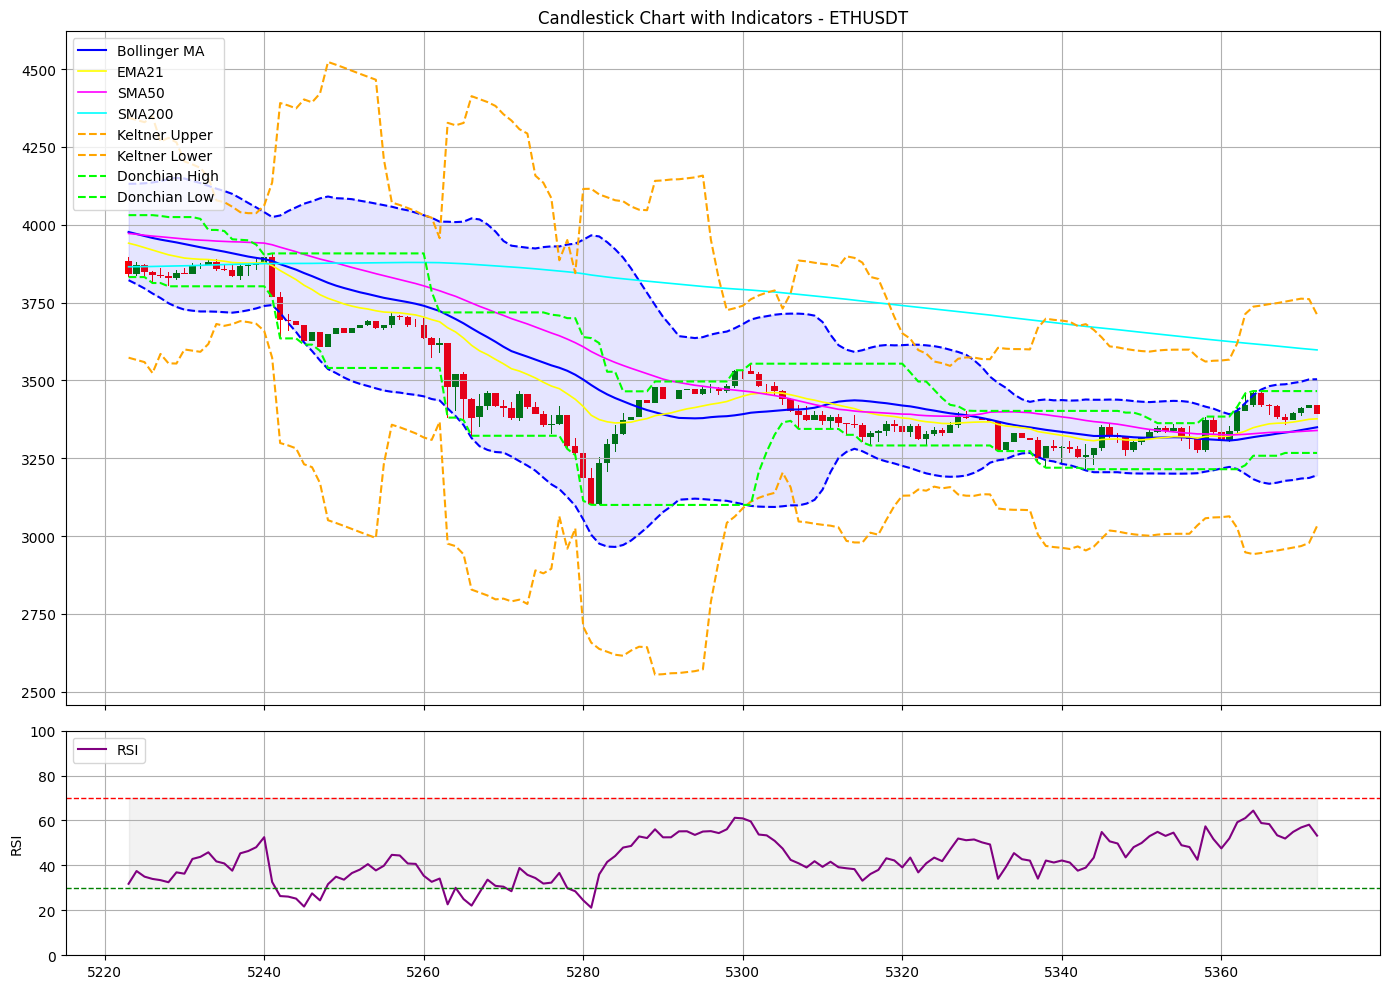 Candlestick Chart with Indicators - ETHUSDT
Bollinger MA
EMA21
SMA50
SMA200
Keltner Upper
Keltner Lower
Donchian High
Donchian Low
4500
4250
4000
3750
3500
3250
3000
2750
2500
RSI
100
80
60
40
20
0
RSI
5220
5240
5260
5280
5300
5320
5340
5360